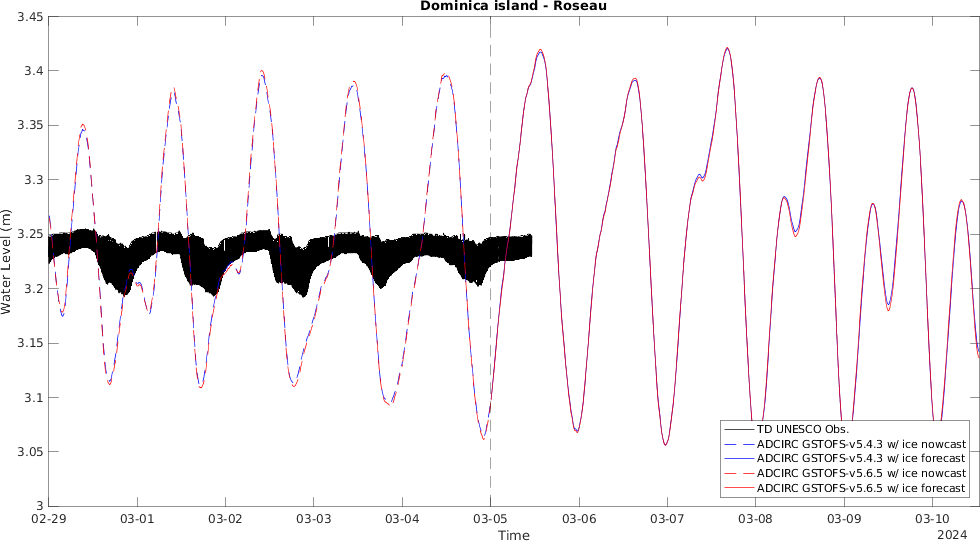 Dominica island - Roseau
3.45
3.4
3.35
3.3
3.25
3.2
3.15
3.1
3.05
3
Water Level (m)
TD UNESCO Obs.
ADCIRC GSTOFS-v5.4.3 w/ ice nowcast
ADCIRC GSTOFS-v5.4.3 w/ ice forecast
ADCIRC GSTOFS-v5.6.5 w/ ice nowcast
ADCIRC GSTOFS-v5.6.5 w/ ice forecast
02-29 03-01 03-02 03-03 03-04 03-05 03-06 03-07 03-08 03-09 03-10
Time
2024